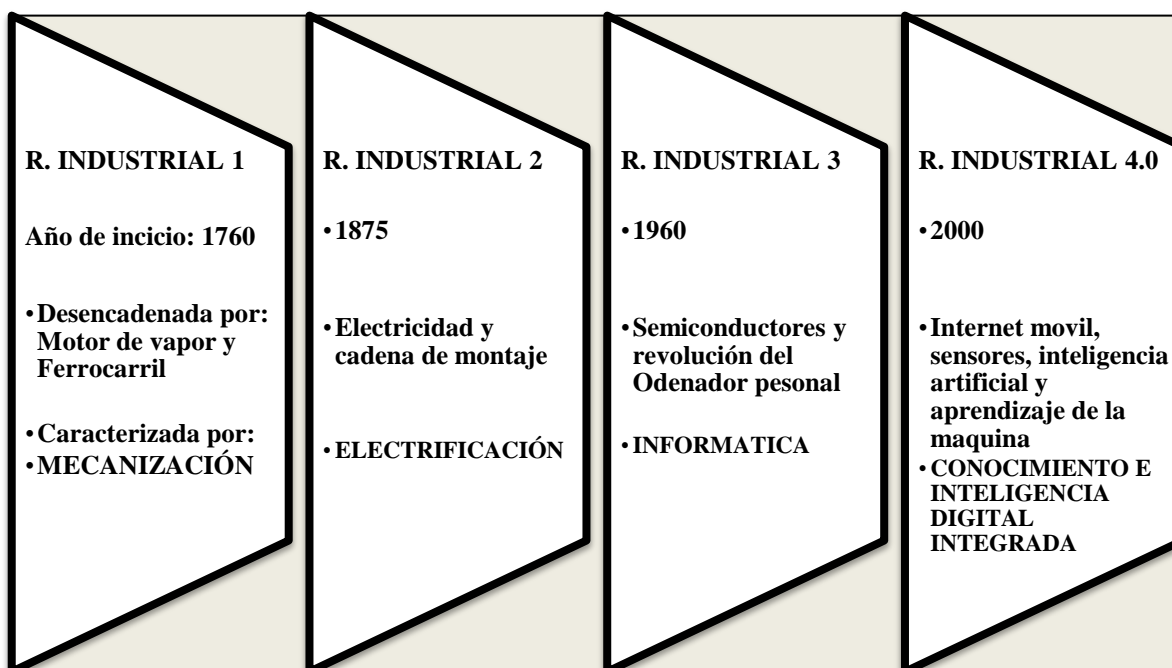 R. INDUSTRIAL 1
Año de incicio: 1760
•Desencadenada por:
Motor de vapor y
Ferrocarril
•Caracterizada por:
•MECANIZACIÓN
R. INDUSTRIAL 2
•1875
•Electricidad y
cadena de montaje
•ELECTRIFICACIÓN
R. INDUSTRIAL 3
•1960
•Semiconductores y
revolución del
Odenador pesonal
•INFORMATICA
R. INDUSTRIAL 4.0
•2000
•Internet movil,
sensores, inteligencia
artificial y
aprendizaje de la
maquina
•CONOCIMIENTO E
INTELIGENCIA
DIGITAL
INTEGRADA